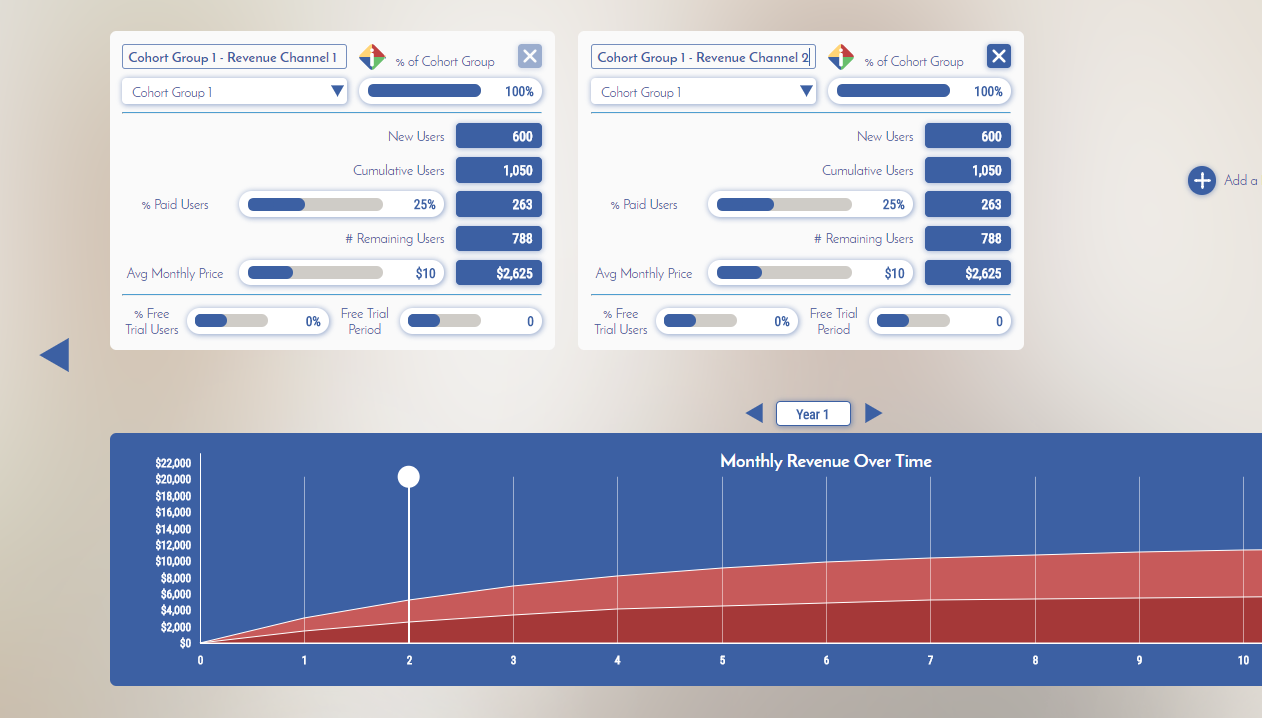 Cohort Group 1 - Revenue Channel 1
% of Cohort Group
Cohort Group 1
100%
New Users 600
Cumulative Users 1,050
% Paid Users 25% 263
# Remaining Users 788
Avg Monthly Price $10 $2,625
% Free Trial Users 0% Free Trial Period 0
Cohort Group 1 - Revenue Channel 2
% of Cohort Group
Cohort Group 1
100%
New Users 600
Cumulative Users 1,050
% Paid Users 25% 263
# Remaining Users 788
Avg Monthly Price $10 $2,625
% Free Trial Users 0% Free Trial Period 0
Add a
Year 1
Monthly Revenue Over Time
$22,000
$20,000
$18,000
$16,000
$14,000
$12,000
$10,000
$8,000
$6,000
$4,000
$2,000
$0
0 1 2 3 4 5 6 7 8 9 10